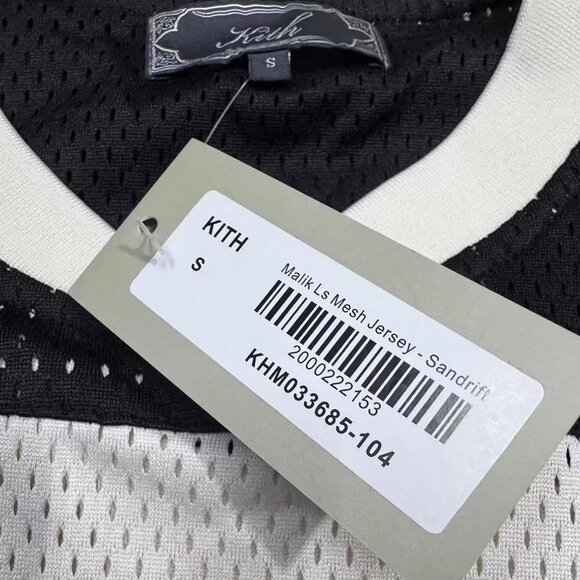 Kith
S
KITH
S
Malik Ls Mesh Jersey - Sandrift
2000222153
KHM033685-104